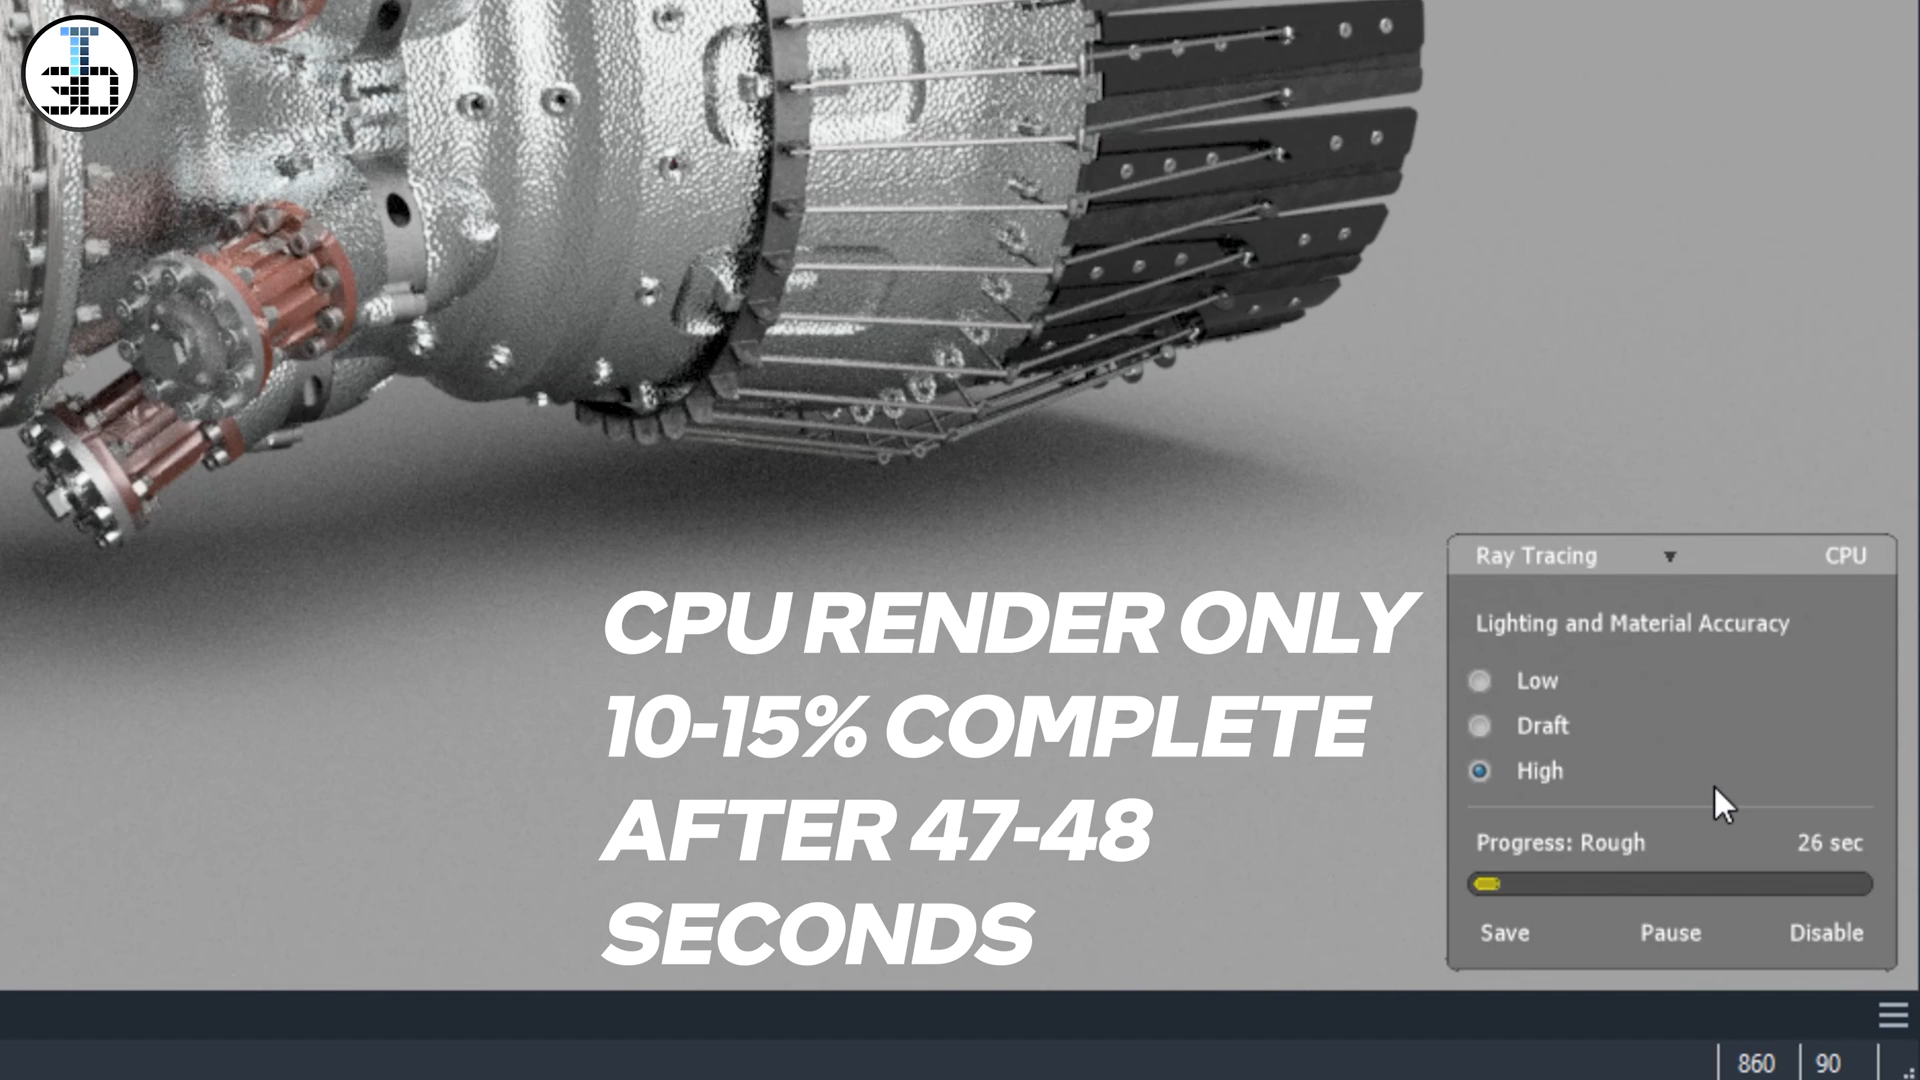 T
3D
Ray Tracing CPU
Lighting and Material Accuracy
Low
Draft
High
Progress: Rough 26 sec
Save Pause Disable
CPU RENDER ONLY
10-15% COMPLETE
AFTER 47-48
SECONDS
860 90